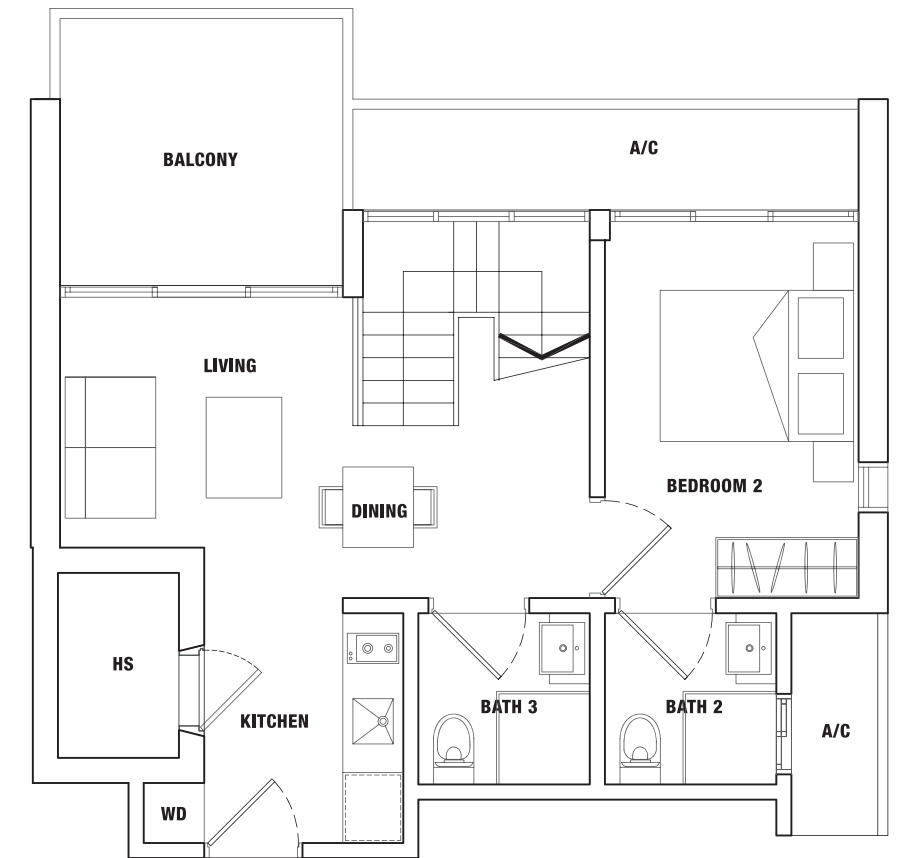 BALCONY
A/C
LIVING
BEDROOM 2
DINING
HS
KITCHEN
BATH 3
BATH 2
A/C
WD